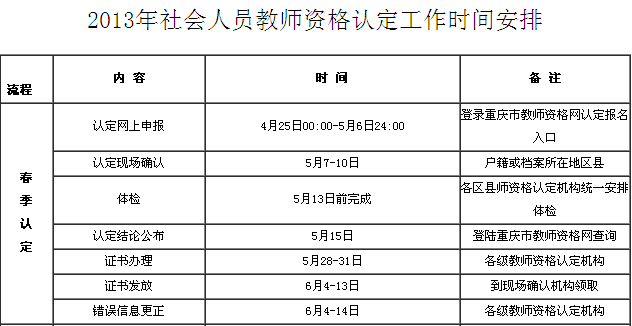 2013年社会人员教师资格认定工作时间安排
流程 内 容 时 间 备 注
春季认定
认定网上申报 4月25日00:00-5月6日24:00 登录重庆市教师资格网认定报名
入口
认定现场确认 5月7-10日 户籍或档案所在地区县
体检 5月13日前完成 各区县师资格认定机构统一安排
体检
认定结论公布 5月15日 登陆重庆市教师资格网查询
证书办理 5月28-31日 各级教师资格认定机构
证书发放 6月4-13日 到现场确认机构领取
错误信息更正 6月4-14日 各级教师资格认定机构